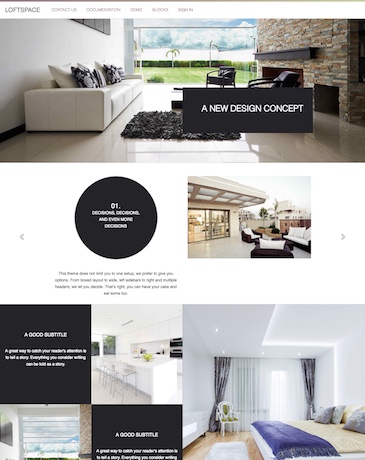 LOFTSPACE CONTACT US DOCUMENTATION DEMO BLOCKS SIGN IN
A NEW DESIGN CONCEPT
01.
DECISIONS, DECISIONS,
AND EVEN MORE
DECISIONS
This theme does not limit you to one setup, we prefer to give you
options. From boxed layout to wide, left sidebars to right and multiple
headers, we let you decide. That's right, you can have your cake and
eat some too.
A GOOD SUBTITLE
A great way to catch your reader's attention is
to tell a story. Everything you consider writing
can be told as a story.
A GOOD SUBTITLE
A great way to catch your reader's attention is
to tell a story. Everything you consider writing